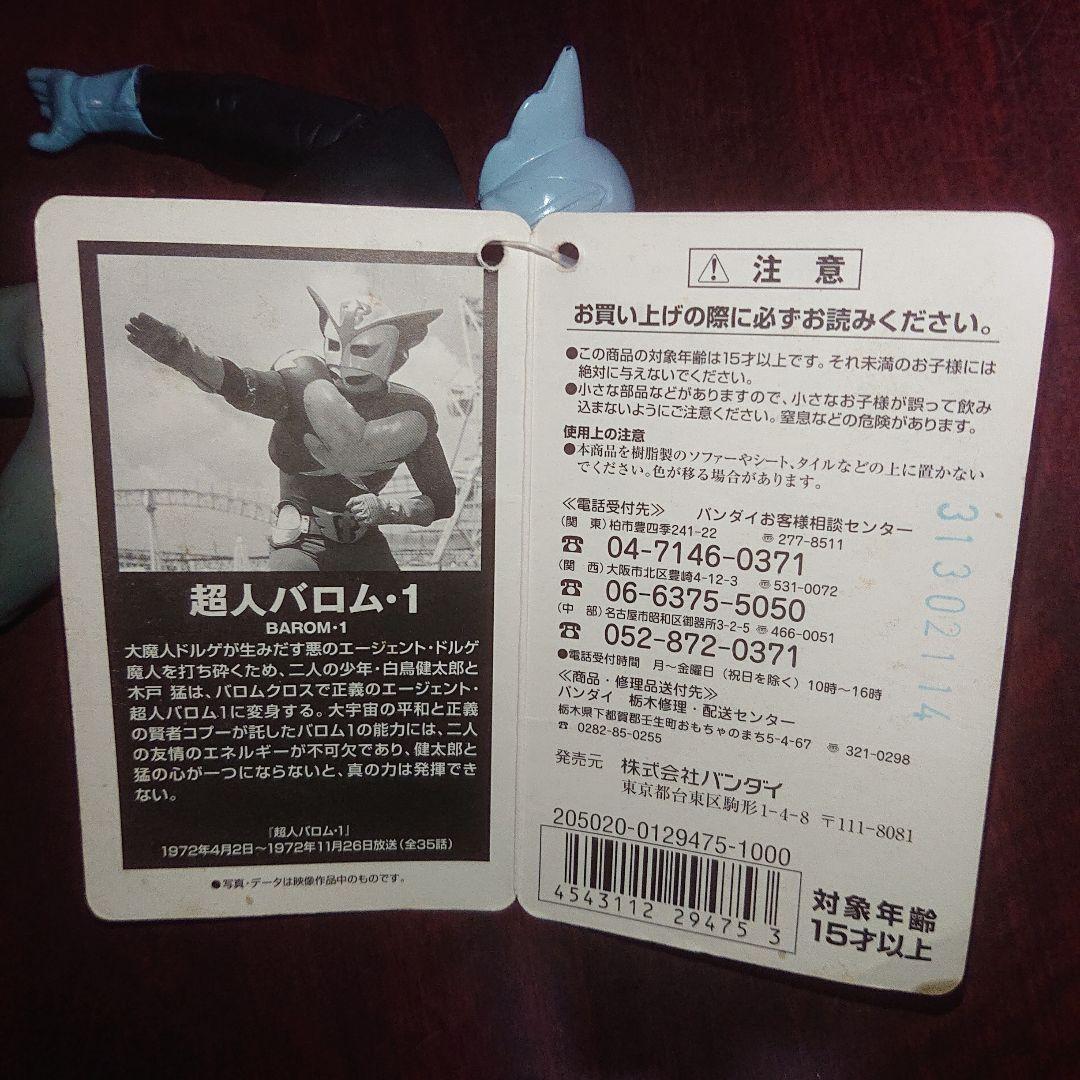 超人バロム・1
BAROM・1
大魔人ドルゲが生みだす悪のエージェント・ドルゲ
魔人を打ち砕くため、二人の少年・白鳥健太郎と
木戸 猛は、バロムクロスで正義のエージェント・
超人バロム1に変身する。大宇宙の平和と正義
の賢者コプーが託したバロム1の能力には、二人
の友情のエネルギーが不可欠であり、健太郎と
猛の心が一つにならないと、真の力は発揮でき
ない。
『超人バロム・1』
1972年4月2日〜1972年11月26日放送(全35話)
●写真・データは映像作品中のものです。
注 意
お買い上げの際に必ずお読みください。
●この商品の対象年齢は15才以上です。それ未満のお子様には
絶対に与えないでください。
●小さな部品などがありますので、小さなお子様が誤って飲み
込まないようにご注意ください。窒息などの危険があります。
使用上の注意
●本商品を樹脂製のソファーやシート、タイルなどの上に置かない
でください。色が移る場合があります。
≪電話受付先≫ バンダイお客様相談センター
(関 東)柏市豊四季241-22 〠277-8511
☎ 04-7146-0371
(関 西)大阪市北区豊崎4-12-3 〠531-0072
☎ 06-6375-5050
(中 部)名古屋市昭和区御器所3-2-5 〠466-0051
☎ 052-872-0371
●電話受付時間 月〜金曜日(祝日を除く)10時〜16時
≪商品・修理品送付先≫
バンダイ 栃木修理・配送センター
栃木県下都賀郡壬生町おもちゃのまち5-4-67 〠321-0298
☎ 0282-85-0255
発売元 株式会社バンダイ
東京都台東区駒形1-4-8 〒111-8081
205020-0129475-1000
4543112 294753
対象年齢
15才以上
31302114